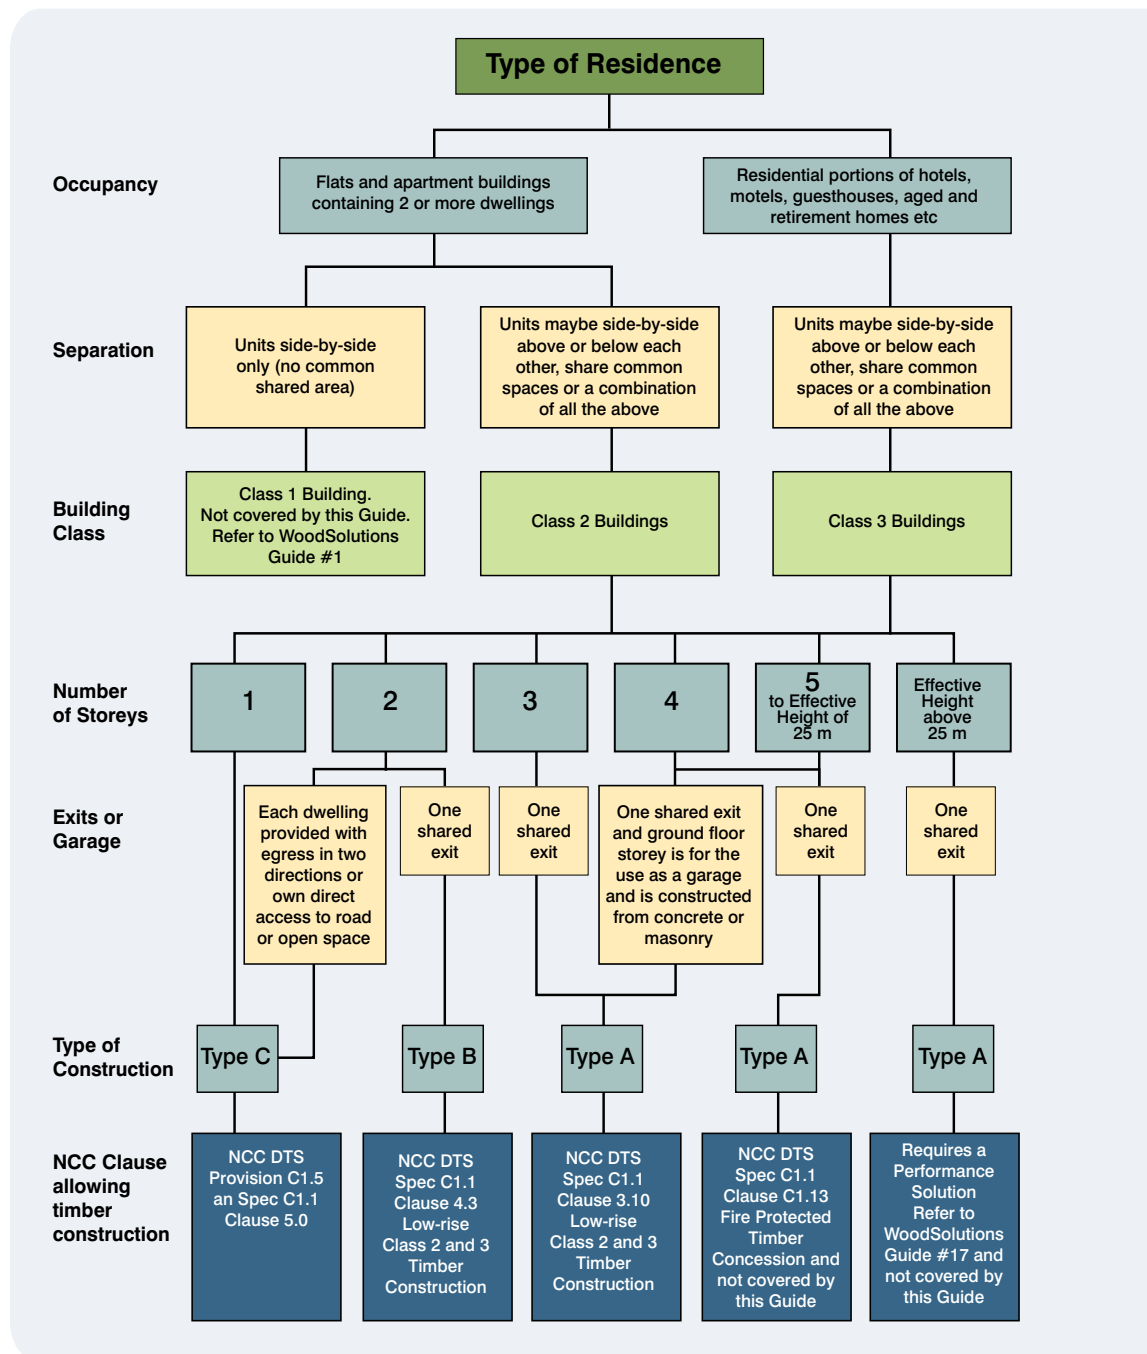 Type of Residence
Occupancy
Flats and apartment buildings
containing 2 or more dwellings
Residential portions of hotels,
motels, guesthouses, aged and
retirement homes etc
Separation
Units side-by-side
only (no common
shared area)
Units maybe side-by-side
above or below each
other, share common
spaces or a combination
of all the above
Units maybe side-by-side
above or below each
other, share common
spaces or a combination
of all the above
Building
Class
Class 1 Building.
Not covered by this Guide.
Refer to WoodSolutions
Guide #1
Class 2 Buildings
Class 3 Buildings
Number
of Storeys
1
2
3
4
5
to Effective
Height of
25 m
Effective
Height
above
25 m
Exits or
Garage
Each dwelling
provided with
egress in two
directions or
own direct
access to road
or open space
One
shared
exit
One
shared
exit
One shared exit
and ground floor
storey is for the
use as a garage
and is constructed
from concrete or
masonry
One
shared
exit
One
shared
exit
Type of
Construction
Type C
Type B
Type A
Type A
Type A
NCC Clause
allowing
timber
construction
NCC DTS
Provision C1.5
an Spec C1.1
Clause 5.0
NCC DTS
Spec C1.1
Clause 4.3
Low-rise
Class 2 and 3
Timber
Construction
NCC DTS
Spec C1.1
Clause 3.10
Low-rise
Class 2 and 3
Timber
Construction
NCC DTS
Spec C1.1
Clause C1.13
Fire Protected
Timber
Concession and
not covered by
this Guide
Requires a
Performance
Solution
Refer to
WoodSolutions
Guide #17 and
not covered by
this Guide